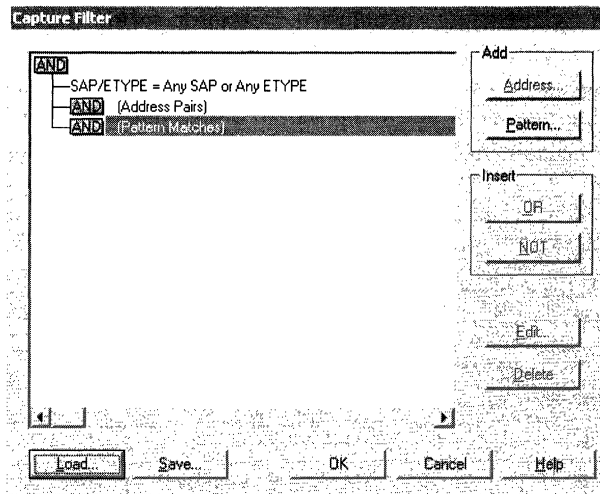 Capture Filter
AND
SAP/ETYPE = Any SAP or Any ETYPE
AND (Address Pairs)
AND (Pattern Matches)
Add
Address...
Pattern...
Insert
OR
NOT
Edit...
Delete
Load... Save... OK Cancel Help